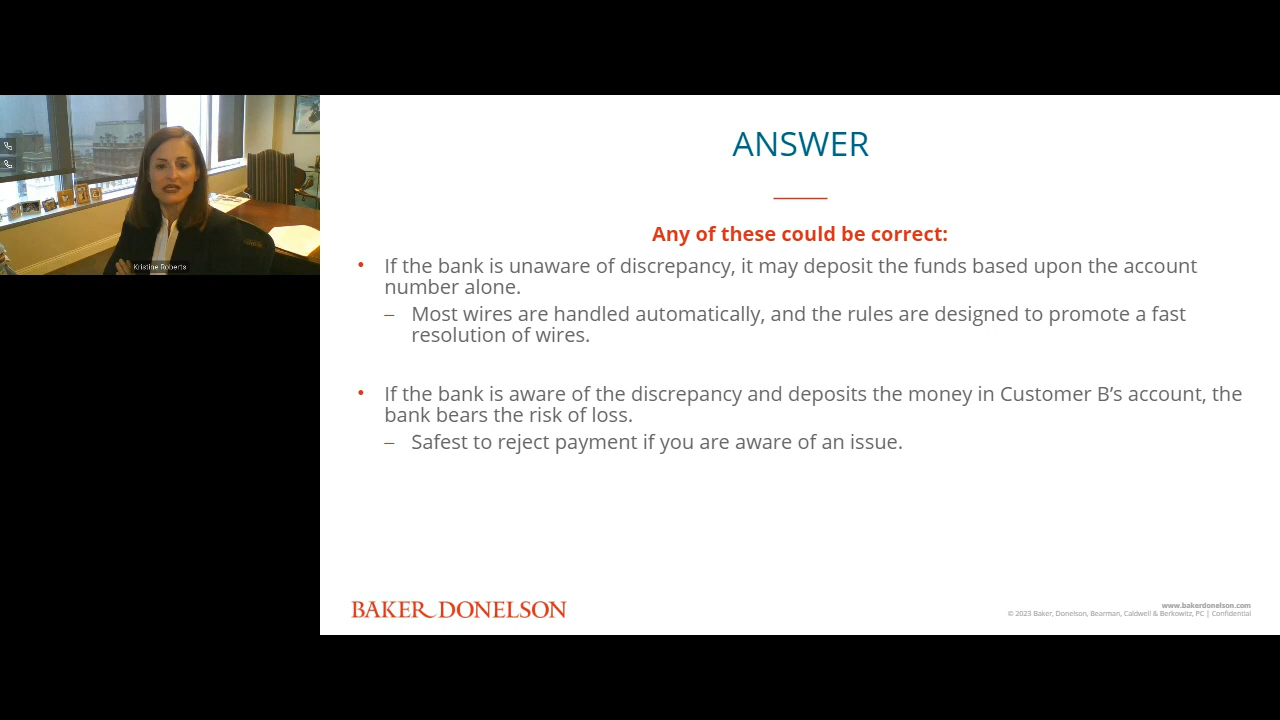 Kristine Roberts
ANSWER
Any of these could be correct:
• If the bank is unaware of discrepancy, it may deposit the funds based upon the account
number alone.
– Most wires are handled automatically, and the rules are designed to promote a fast
resolution of wires.
• If the bank is aware of the discrepancy and deposits the money in Customer B’s account, the
bank bears the risk of loss.
– Safest to reject payment if you are aware of an issue.
BAKER DONELSON
www.bakerdonelson.com
© 2023 Baker, Donelson, Bearman, Caldwell & Berkowitz, PC | Confidential